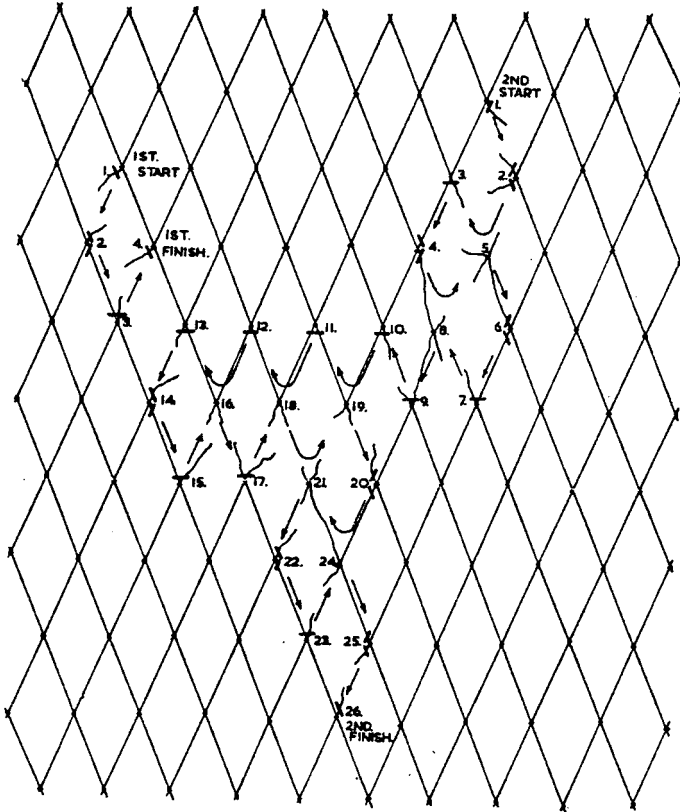 2ND
START
1.
1. 1ST.
START
3. 2.
2. 4. 1ST.
FINISH.
4. 5.
3. 13. 12. 11. 10. 8. 6.
14. 16. 18. 19. 9. 7.
15. 17. 21. 20.
22. 24.
23. 25.
26.
2ND.
FINISH.